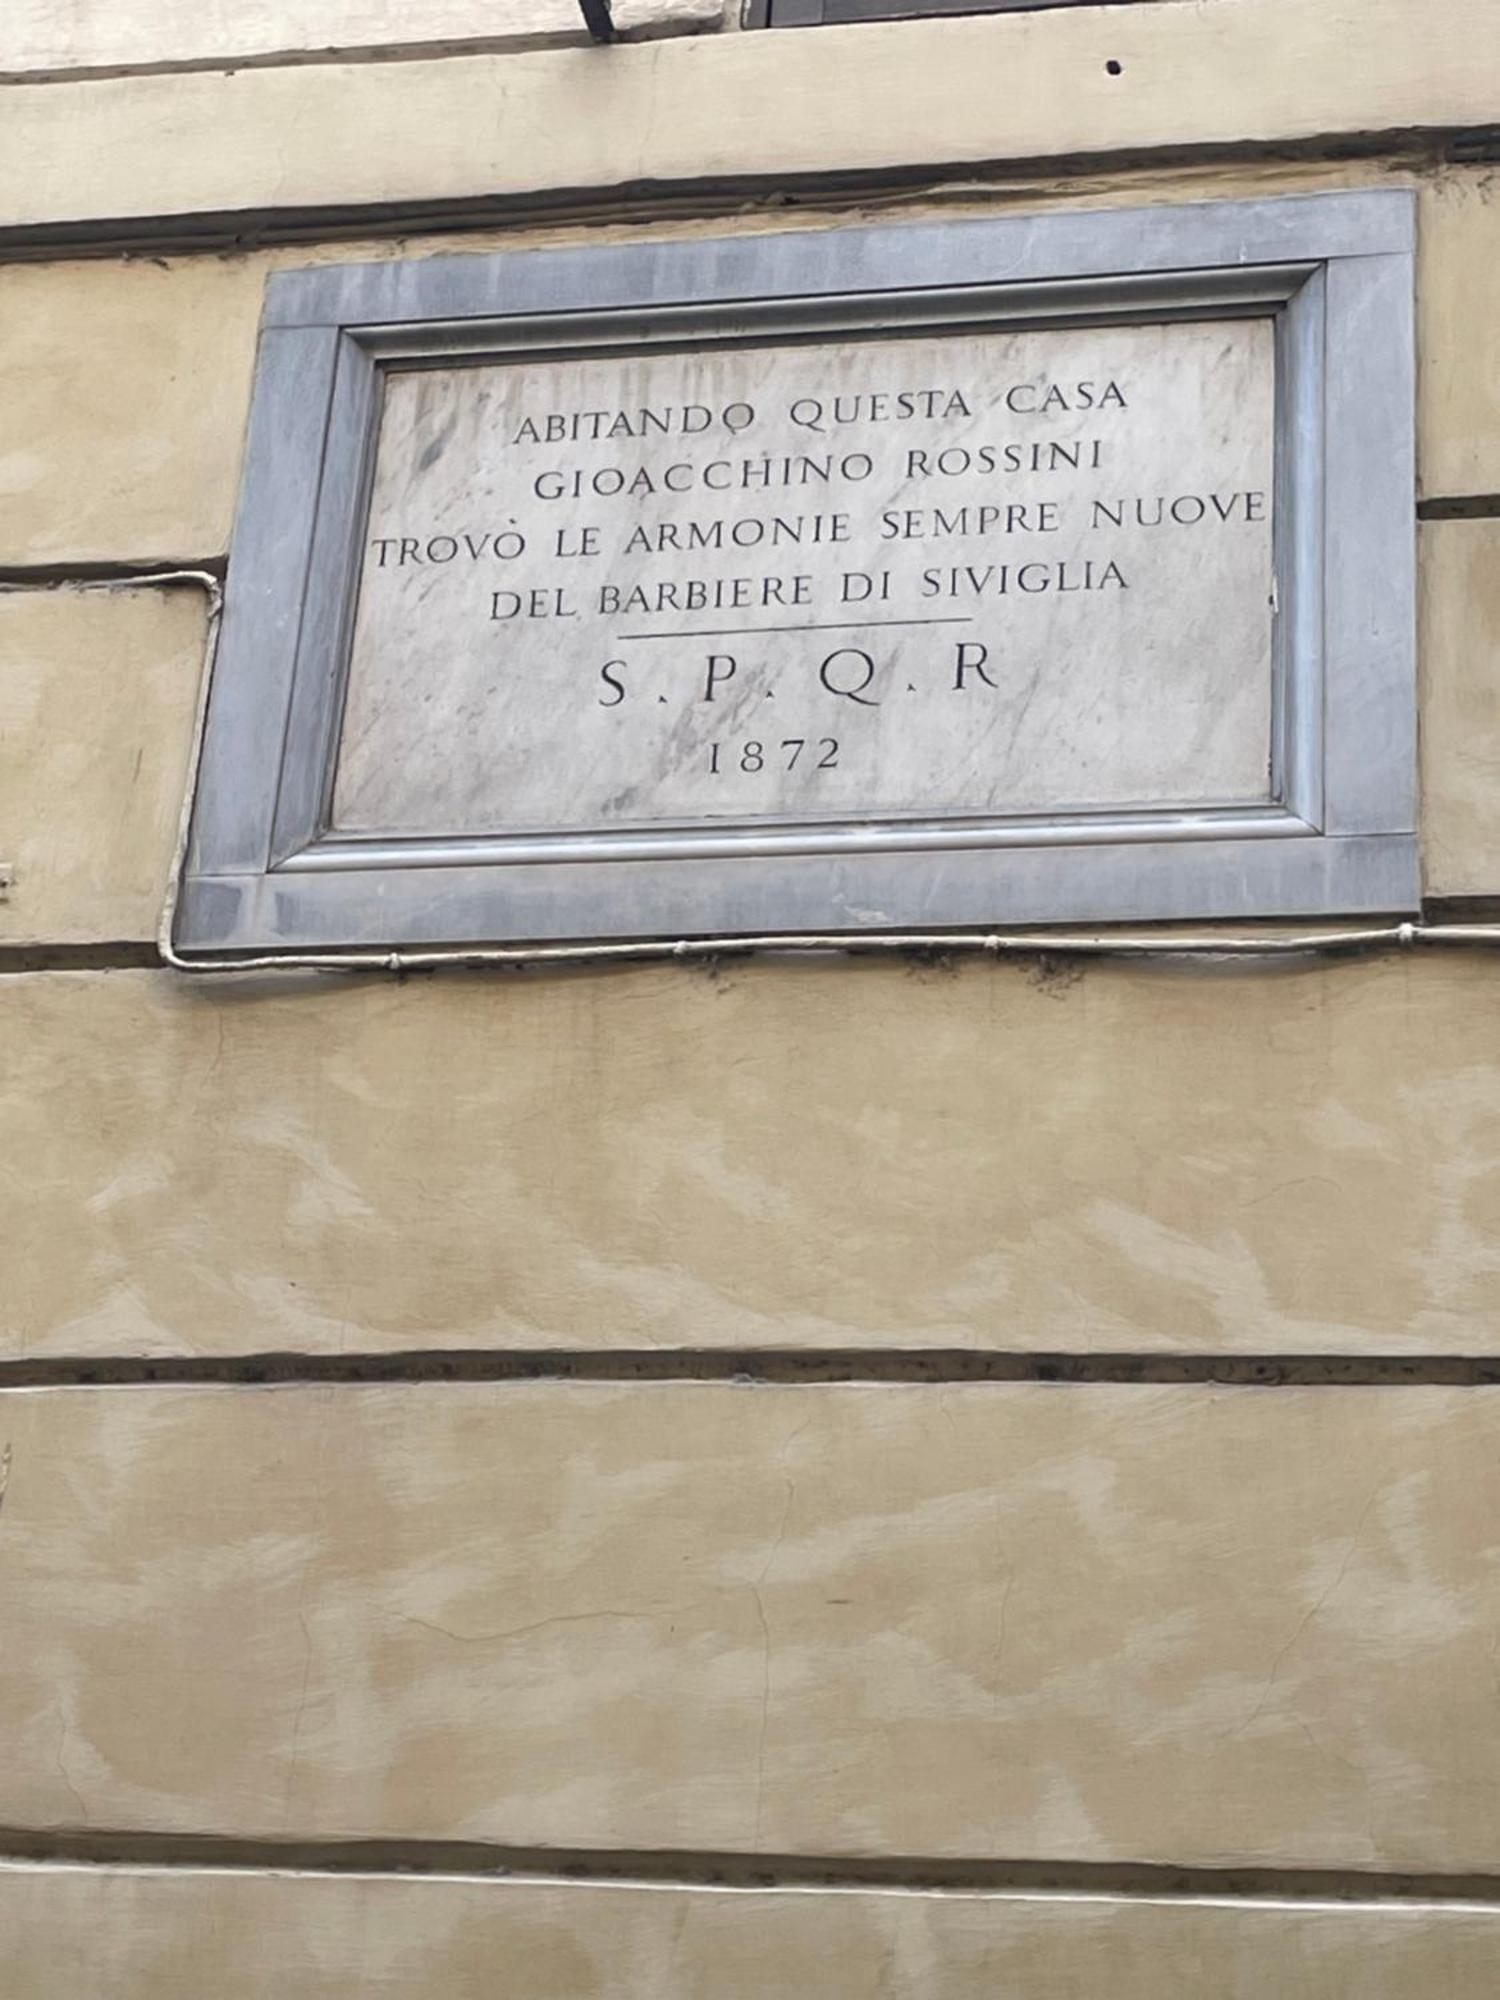 ABITANDO QUESTA CASA
GIOACCHINO ROSSINI
TROVÒ LE ARMONIE SEMPRE NUOVE
DEL BARBIERE DI SIVIGLIA
S . P . Q . R
1872